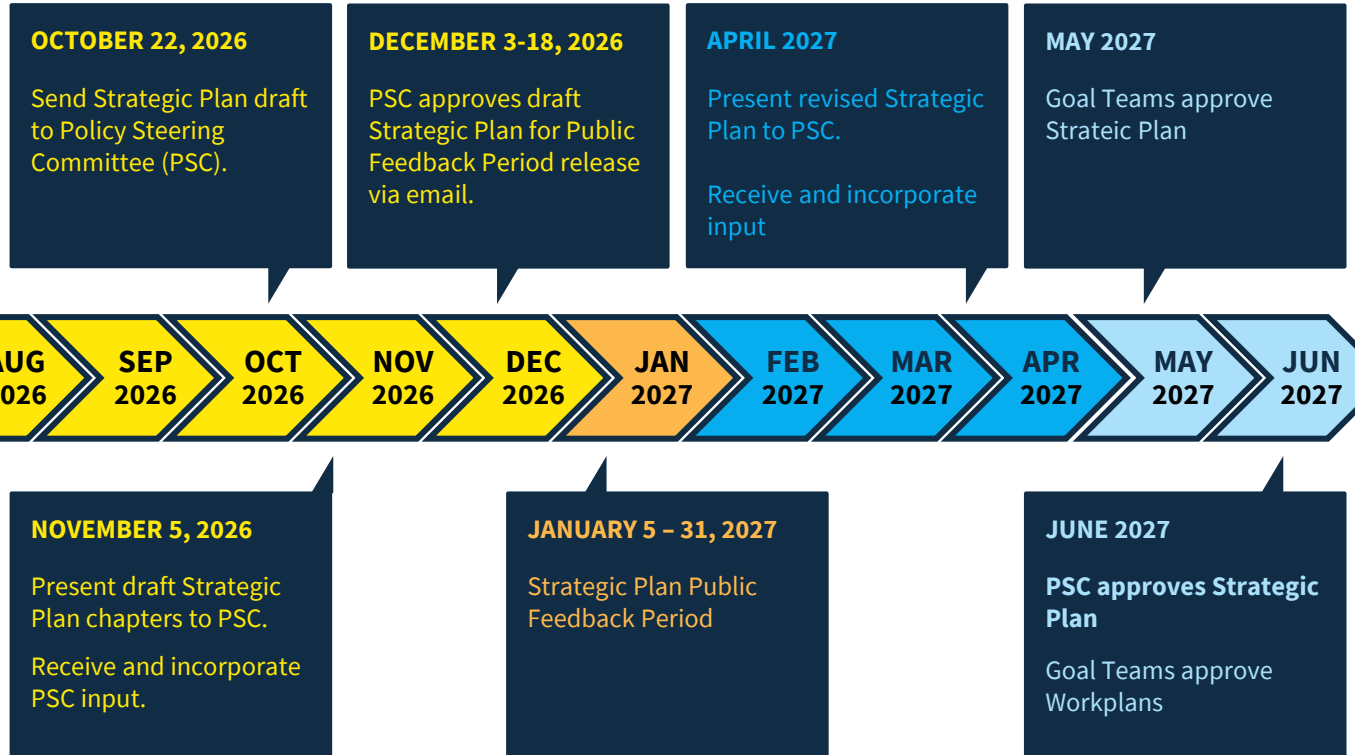 OCTOBER 22, 2026
Send Strategic Plan draft
to Policy Steering
Committee (PSC).
DECEMBER 3-18, 2026
PSC approves draft
Strategic Plan for Public
Feedback Period release
via email.
APRIL 2027
Present revised Strategic
Plan to PSC.
Receive and incorporate
input
MAY 2027
Goal Teams approve
Strateic Plan
AUG
2026
SEP
2026
OCT
2026
NOV
2026
DEC
2026
JAN
2027
FEB
2027
MAR
2027
APR
2027
MAY
2027
JUN
2027
NOVEMBER 5, 2026
Present draft Strategic
Plan chapters to PSC.
Receive and incorporate
PSC input.
JANUARY 5 – 31, 2027
Strategic Plan Public
Feedback Period
JUNE 2027
PSC approves Strategic
Plan
Goal Teams approve
Workplans